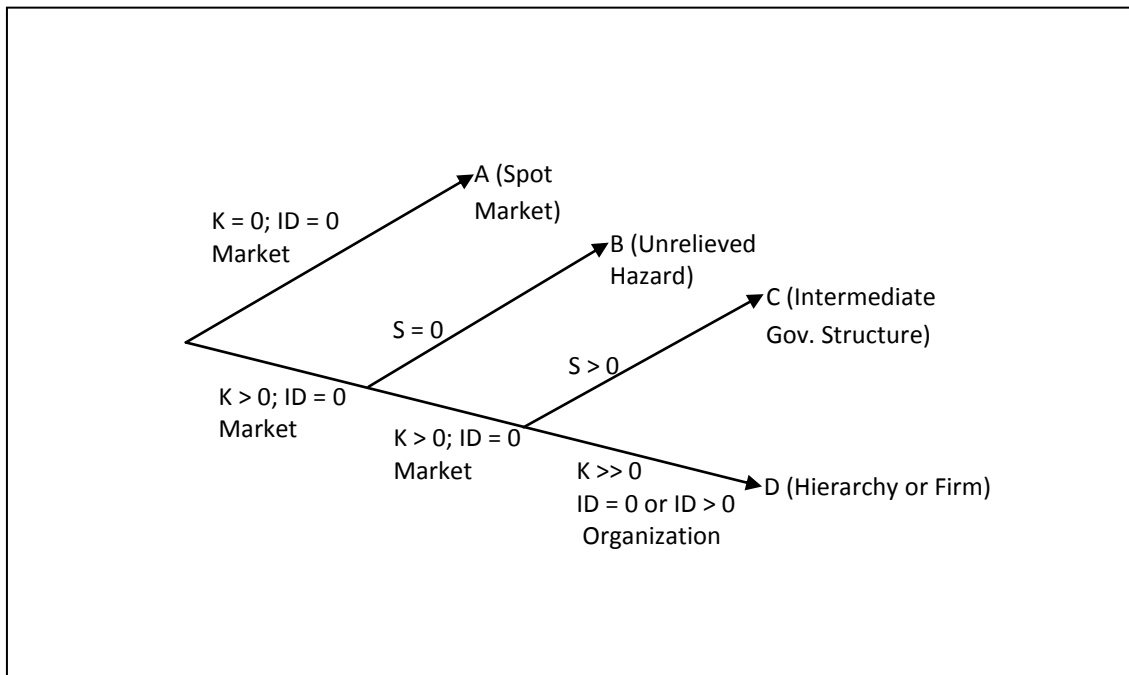 A (Spot
Market)
K = 0; ID = 0
Market
B (Unrelieved
Hazard)
C (Intermediate
Gov. Structure)
S = 0
S > 0
K > 0; ID = 0
Market
K > 0; ID = 0
Market
K >> 0
ID = 0 or ID > 0
Organization
D (Hierarchy or Firm)